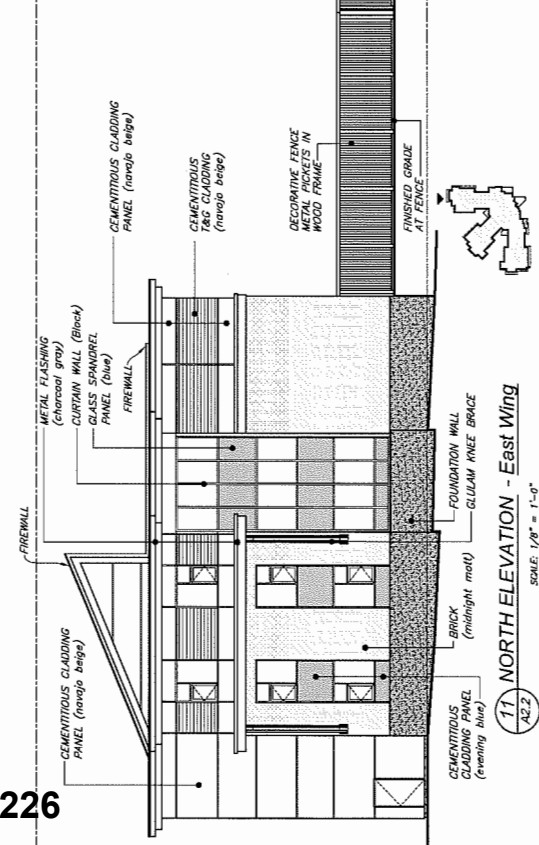 FIREWALL
METAL FLASHING
(charcoal gray)
CURTAIN WALL (Black)
GLASS SPANDREL
PANEL (blue)
FIREWALL
CEMENTITIOUS CLADDING
PANEL (navajo beige)
CEMENTITIOUS
T&G CLADDING
(navajo beige)
CEMENTITIOUS CLADDING
PANEL (navajo beige)
DECORATIVE FENCE
METAL PICKETS IN
WOOD FRAME
FINISHED GRADE
AT FENCE
CEMENTITIOUS
CLADDING PANEL
(evening blue)
BRICK
(midnight mott)
FOUNDATION WALL
GLULAM KNEE BRACE
11
A2.2
NORTH ELEVATION - East Wing
SCALE: 1/8" = 1'-0"
226